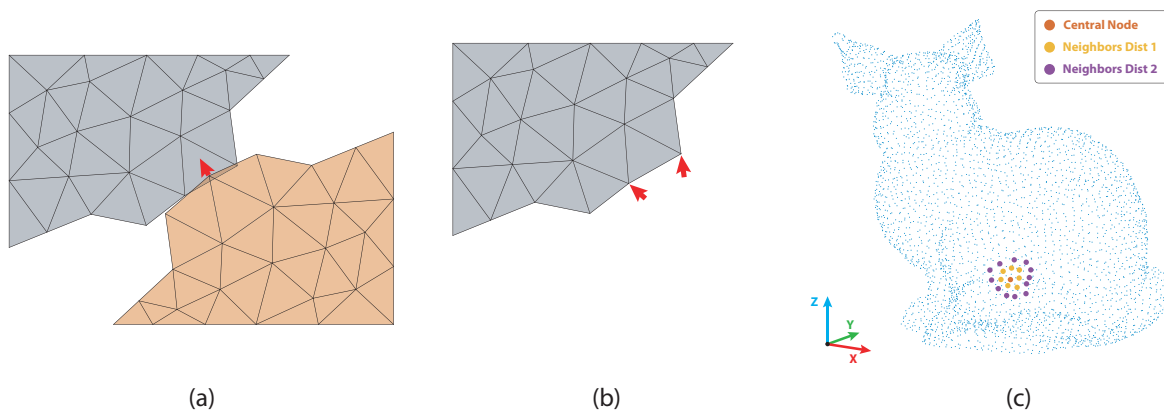 Central Node
Neighbors Dist 1
Neighbors Dist 2
Z
Y
X
(a)
(b)
(c)